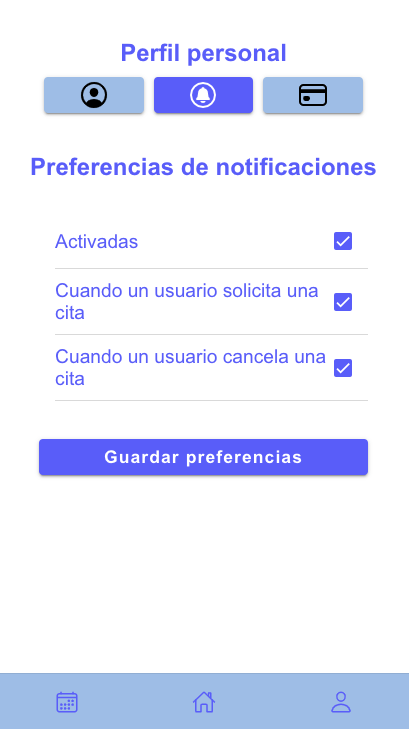 Perfil personal
Preferencias de notificaciones
Activadas
Cuando un usuario solicita una
cita
Cuando un usuario cancela una
cita
Guardar preferencias